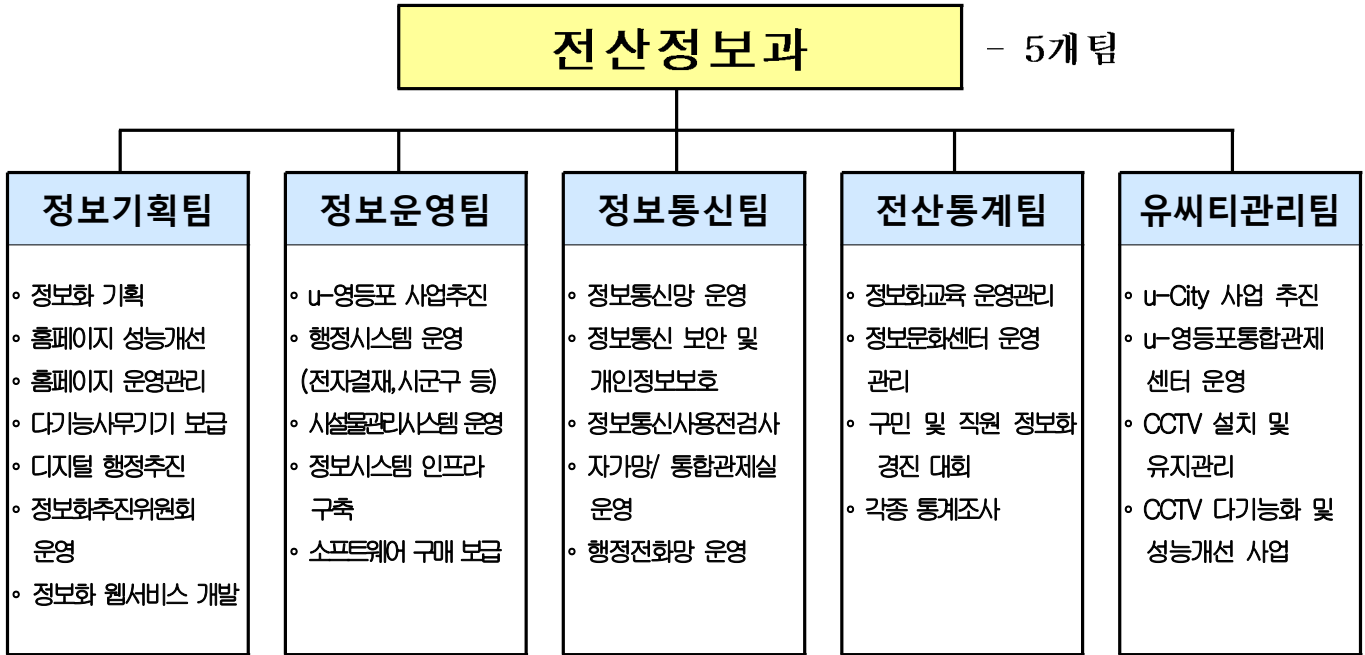 전산정보과
- 5개 팀
정보기획팀
◦ 정보화 기획
◦ 홈페이지 성능개선
◦ 홈페이지 운영관리
◦ 다기능사무기기 보급
◦ 디지털 행정추진
◦ 정보화추진위원회
운영
◦ 정보화 웹서비스 개발
정보운영팀
◦ u-영등포 사업추진
◦ 행정시스템 운영
(전자결재,시군구 등)
◦ 시설물관리시스템 운영
◦ 정보시스템 인프라
구축
◦ 소프트웨어 구매 보급
정보통신팀
◦ 정보통신망 운영
◦ 정보통신 보안 및
개인정보보호
◦ 정보통신사용전검사
◦ 자가망/ 통합관제실
운영
◦ 행정전화망 운영
전산통계팀
◦ 정보화교육 운영관리
◦ 정보문화센터 운영
관리
◦ 구민 및 직원 정보화
경진 대회
◦ 각종 통계조사
유씨티관리팀
◦ u-City 사업 추진
◦ u-영등포통합관제
센터 운영
◦ CCTV 설치 및
유지관리
◦ CCTV 다기능화 및
성능개선 사업